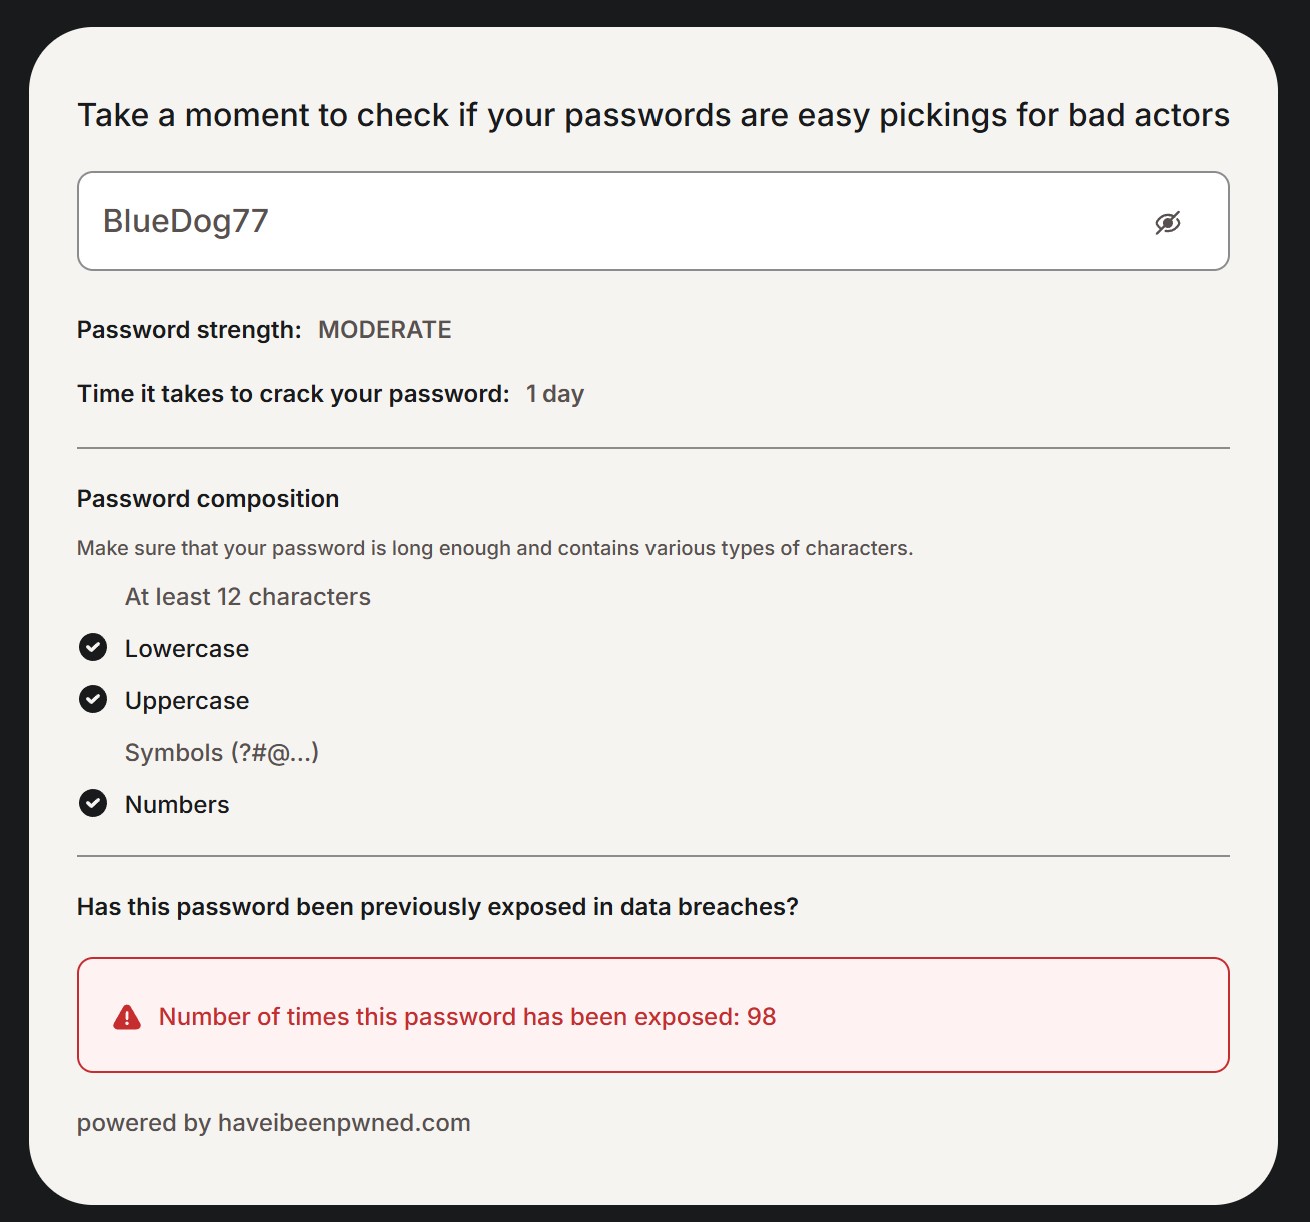 Take a moment to check if your passwords are easy pickings for bad actors
BlueDog77
Password strength: MODERATE
Time it takes to crack your password: 1 day
Password composition
Make sure that your password is long enough and contains various types of characters.
At least 12 characters
Lowercase
Uppercase
Symbols (?#@...)
Numbers
Has this password been previously exposed in data breaches?
Number of times this password has been exposed: 98
powered by haveibeenpwned.com